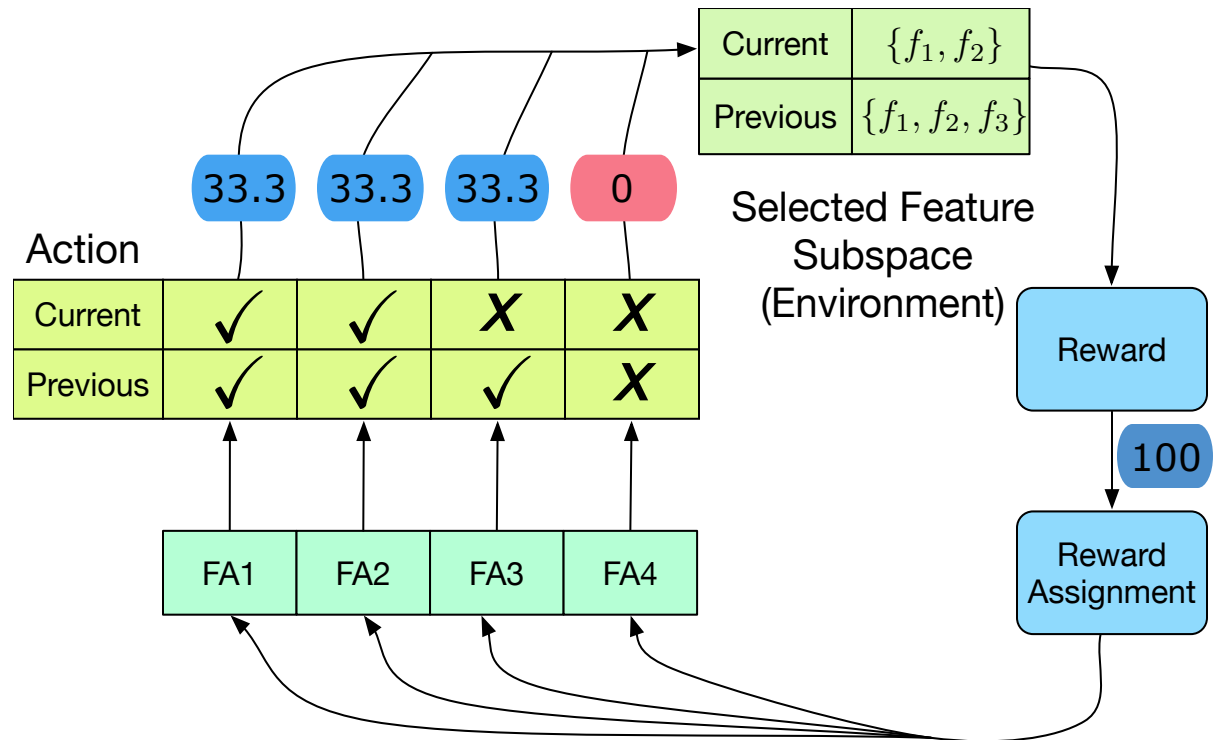 Current {f₁, f₂}
Previous {f₁, f₂, f₃}
33.3 33.3 33.3 0
Selected Feature
Subspace
(Environment)
Action
Current ✓ ✓ X X
Previous ✓ ✓ ✓ X
Reward
100
FA1 FA2 FA3 FA4
Reward
Assignment